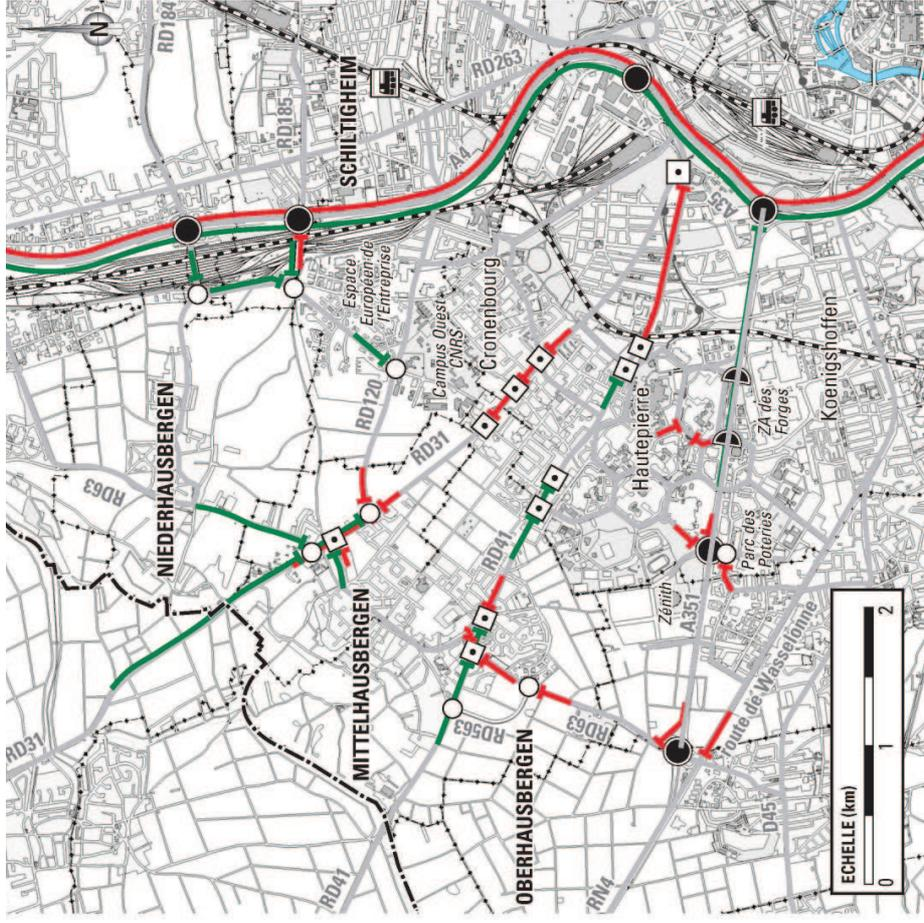 RD31
N
RD63
RD184
NIEDERHAUSBERGEN
RD185
RD41
MITTELHAUSBERGEN
SCHILTIGHEIM
Espace
Européen de
l'Entreprise
RD120
RD31
Campus Ouest
CNRS
A4
RD563
Cronenbourg
RD263
OBERHAUSBERGEN
RD41
RD63
RN4
Hautepierre
Zénith
A351
A35
Parc des
Poteries
ZA des
Forges
D45
route de Wasselonne
Koenigshoffen
ECHELLE (km)
0 1 2